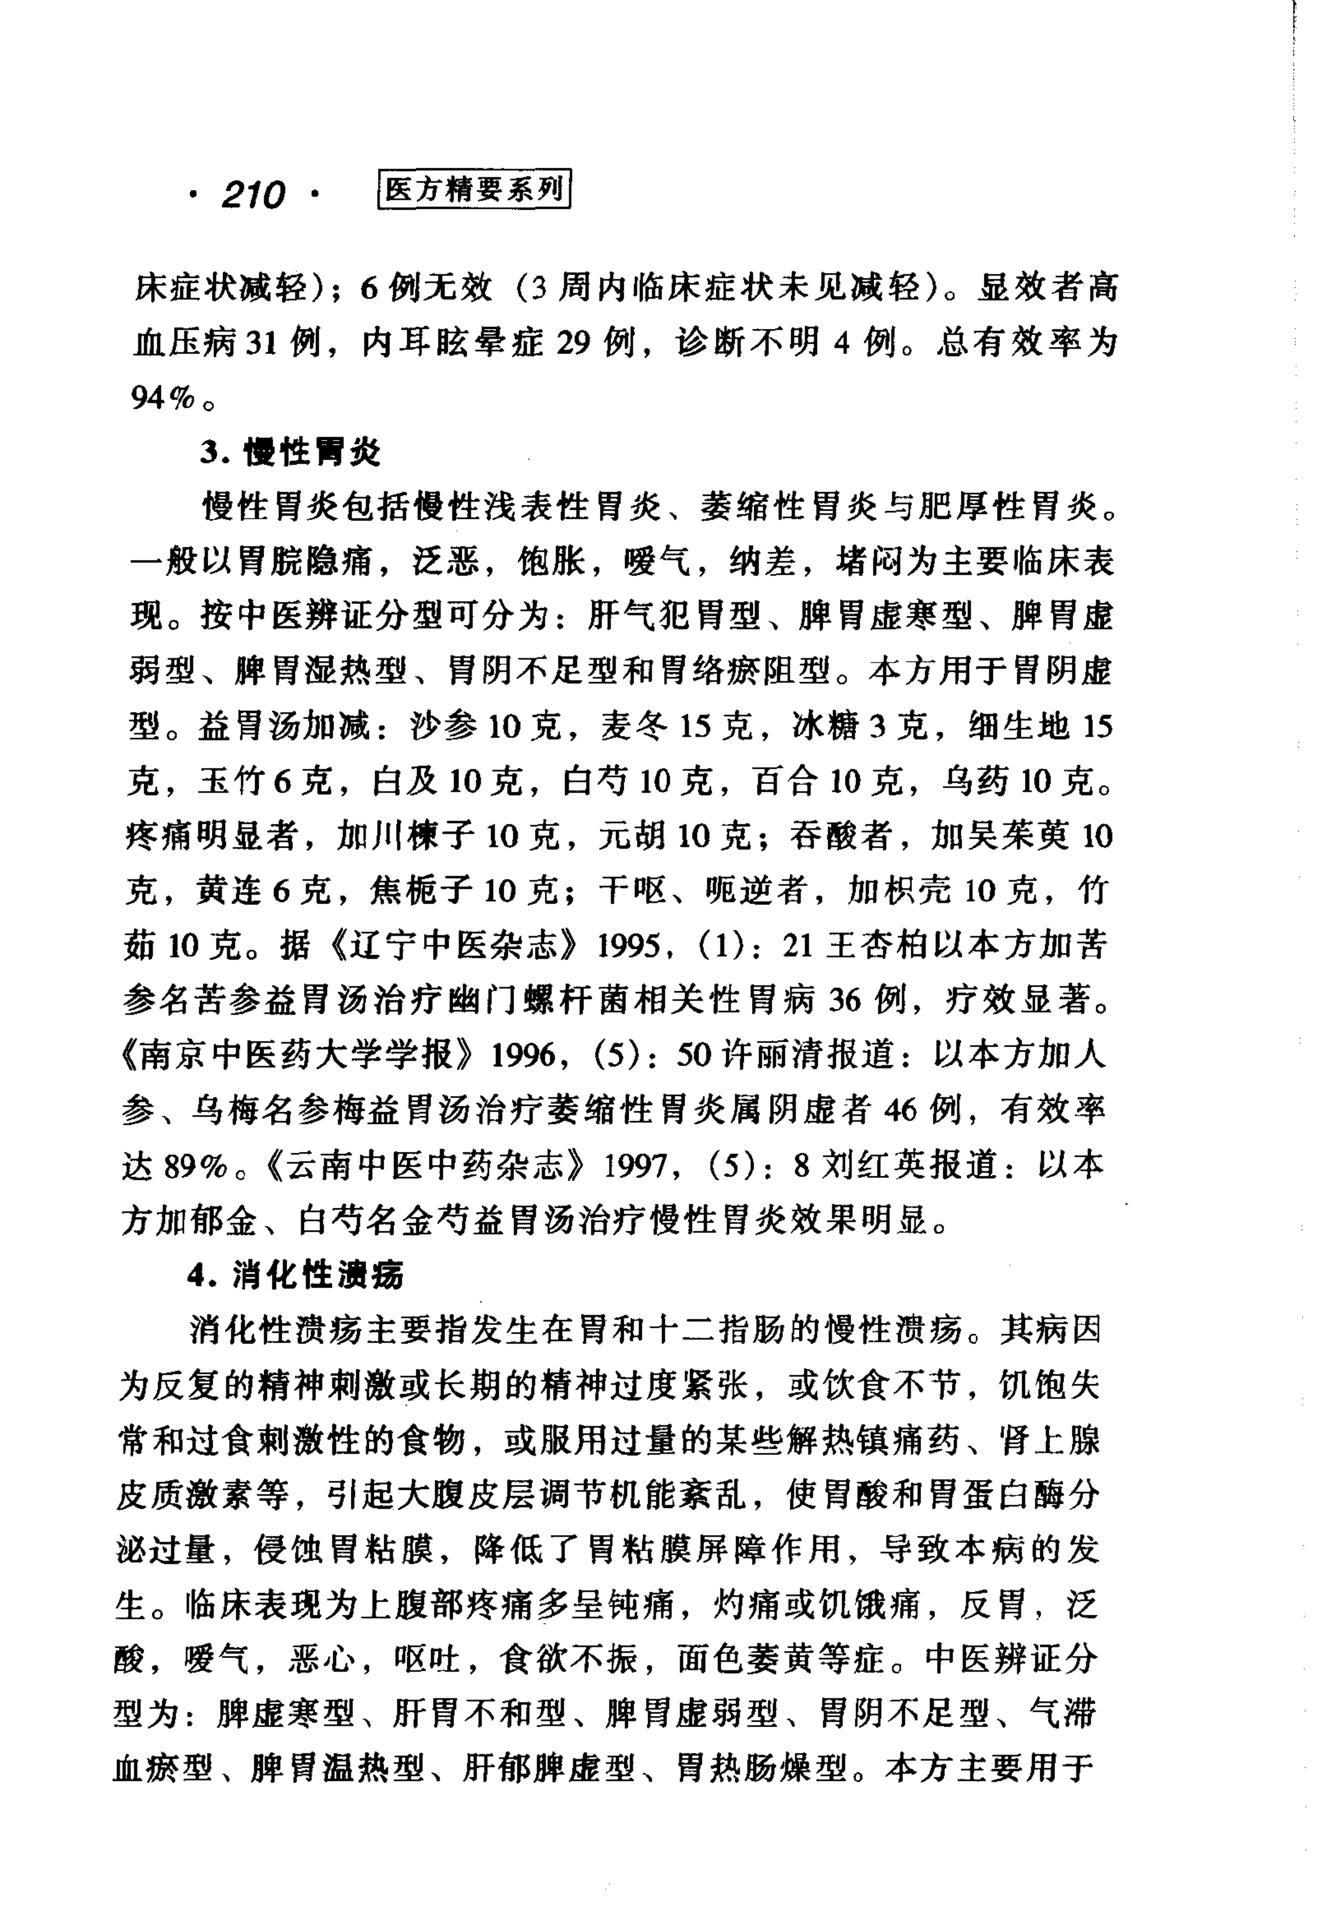 · 210 · 医方精要系列
床症状减轻）；6 例无效（3 周内临床症状未见减轻）。显效者高
血压病 31 例，内耳眩晕症 29 例，诊断不明 4 例。总有效率为
94%。
3. 慢性胃炎
慢性胃炎包括慢性浅表性胃炎、萎缩性胃炎与肥厚性胃炎。
一般以胃脘隐痛，泛恶，饱胀，嗳气，纳差，堵闷为主要临床表
现。按中医辨证分型可分为：肝气犯胃型、脾胃虚寒型、脾胃虚
弱型、脾胃湿热型、胃阴不足型和胃络瘀阻型。本方用于胃阴虚
型。益胃汤加减：沙参 10 克，麦冬 15 克，冰糖 3 克，细生地 15
克，玉竹 6 克，白及 10 克，白芍 10 克，百合 10 克，乌药 10 克。
疼痛明显者，加川楝子 10 克，元胡 10 克；吞酸者，加吴茱萸 10
克，黄连 6 克，焦栀子 10 克；干呕、呃逆者，加枳壳 10 克，竹
茹 10 克。据《辽宁中医杂志》1995，（1）：21 王杏柏以本方加苦
参名苦参益胃汤治疗幽门螺杆菌相关性胃病 36 例，疗效显著。
《南京中医药大学学报》1996，（5）：50 许丽清报道：以本方加人
参、乌梅名参梅益胃汤治疗萎缩性胃炎属阴虚者 46 例，有效率
达 89%。《云南中医中药杂志》1997，（5）：8 刘红英报道：以本
方加郁金、白芍名金芍益胃汤治疗慢性胃炎效果明显。
4. 消化性溃疡
消化性溃疡主要指发生在胃和十二指肠的慢性溃疡。其病因
为反复的精神刺激或长期的精神过度紧张，或饮食不节，饥饱失
常和过食刺激性的食物，或服用过量的某些解热镇痛药、肾上腺
皮质激素等，引起大腹皮层调节机能紊乱，使胃酸和胃蛋白酶分
泌过量，侵蚀胃粘膜，降低了胃粘膜屏障作用，导致本病的发
生。临床表现为上腹部疼痛多呈钝痛，灼痛或饥饿痛，反胃，泛
酸，嗳气，恶心，呕吐，食欲不振，面色萎黄等症。中医辨证分
型为：脾虚寒型、肝胃不和型、脾胃虚弱型、胃阴不足型、气滞
血瘀型、脾胃温热型、肝郁脾虚型、胃热肠燥型。本方主要用于